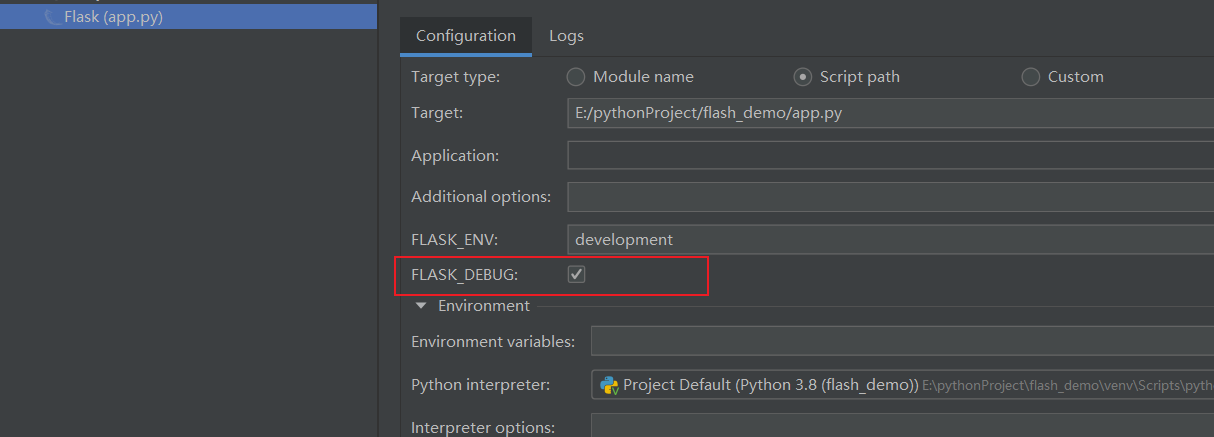 Flask (app.py)
Configuration Logs
Target type: Module name Script path Custom
Target: E:/pythonProject/flash_demo/app.py
Application:
Additional options:
FLASK_ENV: development
FLASK_DEBUG:
Environment
Environment variables:
Python interpreter: Project Default (Python 3.8 (flash_demo)) E:\pythonProject\flash_demo\venv\Scripts\pyth
Interpreter options: